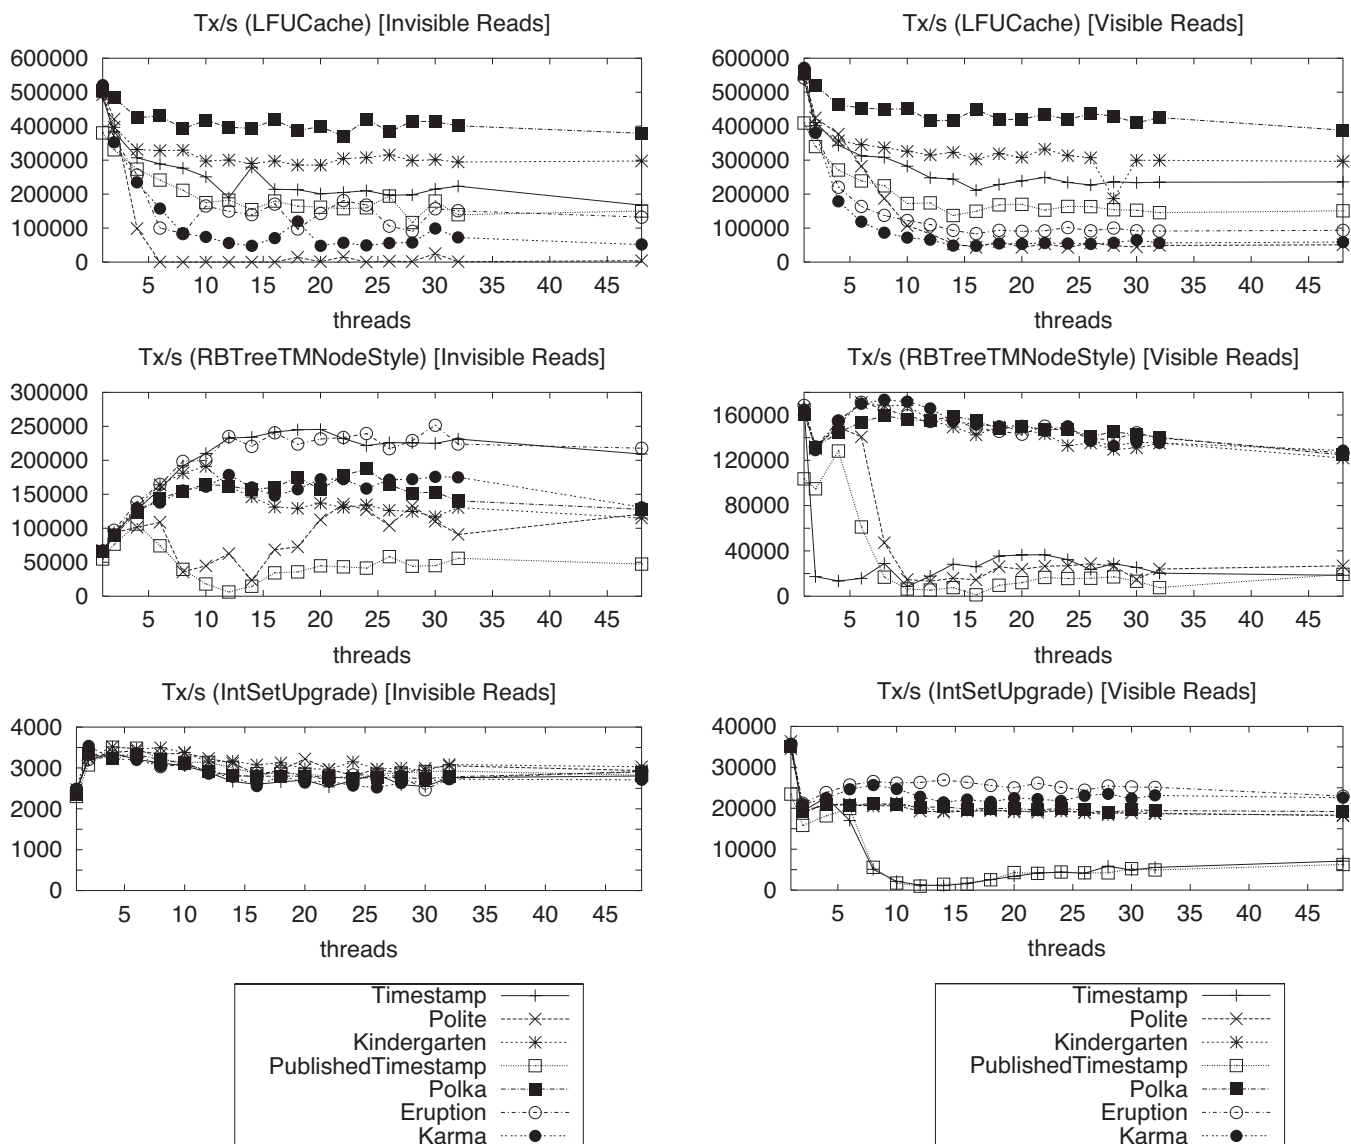 Tx/s (LFUCache) [Invisible Reads]
600000
500000
400000
300000
200000
100000
0
5 10 15 20 25 30 35 40 45
threads
Tx/s (LFUCache) [Visible Reads]
600000
500000
400000
300000
200000
100000
0
5 10 15 20 25 30 35 40 45
threads
Tx/s (RBTreeTMNodeStyle) [Invisible Reads]
300000
250000
200000
150000
100000
50000
0
5 10 15 20 25 30 35 40 45
threads
Tx/s (RBTreeTMNodeStyle) [Visible Reads]
160000
120000
80000
40000
0
5 10 15 20 25 30 35 40 45
threads
Tx/s (IntSetUpgrade) [Invisible Reads]
4000
3000
2000
1000
0
5 10 15 20 25 30 35 40 45
threads
Tx/s (IntSetUpgrade) [Visible Reads]
40000
30000
20000
10000
0
5 10 15 20 25 30 35 40 45
threads
Timestamp
Polite
Kindergarten
PublishedTimestamp
Polka
Eruption
Karma
Timestamp
Polite
Kindergarten
PublishedTimestamp
Polka
Eruption
Karma